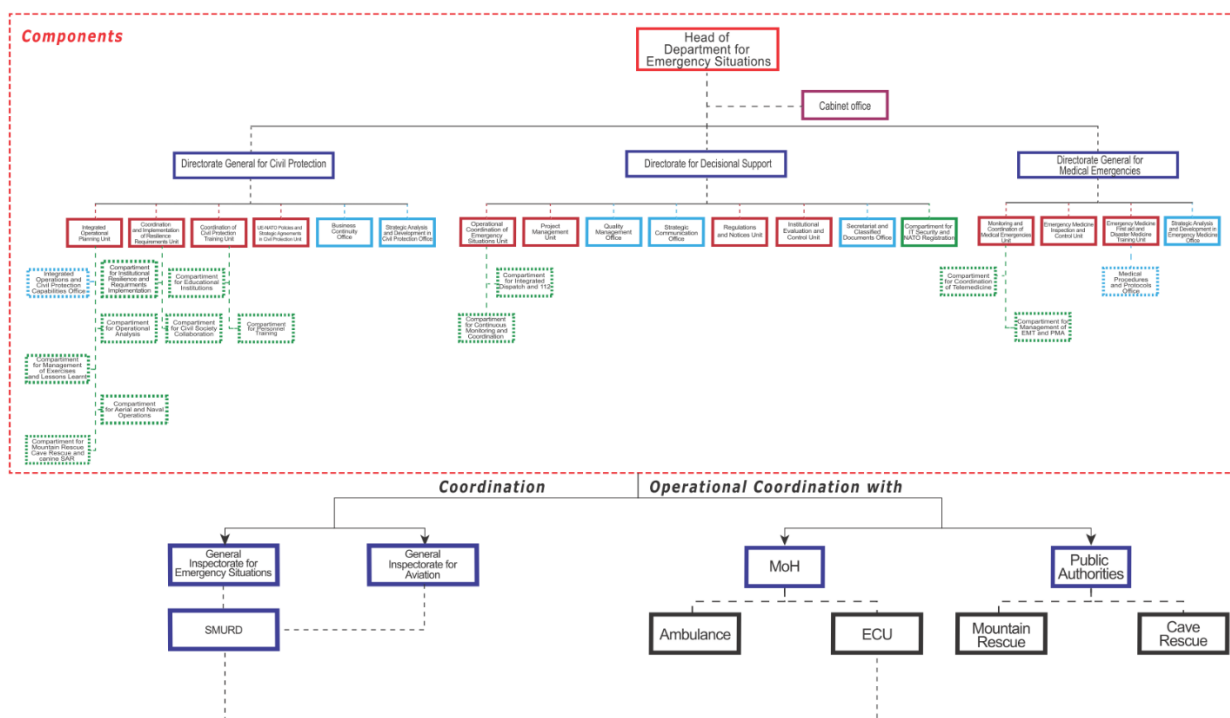 Components
Head of
Department for
Emergency Situations
Cabinet office
Directorate General for Civil Protection
Directorate for Decisional Support
Directorate General for
Medical Emergencies
Integrated
Operational
Planning Unit
Coordination
and Implementation
of Resilience
Requirements Unit
Coordination of
Civil Protection
Training Unit
UE-NATO Policies and
Strategic Agreements
in Civil Protection Unit
Business
Continuity
Office
Strategic Analysis
and Development in
Civil Protection Office
Operational
Coordination of
Emergency
Situations Unit
Project
Management
Unit
Quality
Management
Office
Strategic
Communication
Office
Regulations
and Notices Unit
Institutional
Evaluation and
Control Unit
Secretariat and
Classified
Documents Office
Compartment for
IT Security and
NATO Registration
Monitoring and
Coordination of
Medical Emergencies
Unit
Emergency Medicine
Inspection and
Control Unit
Emergency Medicine
First aid and
Disaster Medicine
Training Unit
Strategic Analysis
and Development in
Emergency Medicine Office
Integrated
Operations and
Civil Protection
Capabilities Office
Compartment
for Institutional
Resilience and
Requirments
Implementation
Compartment
for Educational
Institutions
Compartment
for Operational
Analysis
Compartment
for Civil Society
Collaboration
Compartment
for Personnel
Training
Compartment
for Management
of Exercises
and Lessons Learnt
Compartment
for Aerial and Naval
Operations
Compartment for
Mountain Rescue
Cave Rescue and
canine SAR
Compartment
for Integrated
Dispatch and 112
Compartment
for Continuous
Monitoring and
Coordination
Compartment
for Coordination
of Telemedicine
Medical
Procedures
and Protocols
Office
Compartment for
Management of
EMT and PMA
Coordination
Operational Coordination with
General
Inspectorate for
Emergency Situations
General
Inspectorate for
Aviation
MoH
Public
Authorities
SMURD
Ambulance
ECU
Mountain
Rescue
Cave
Rescue